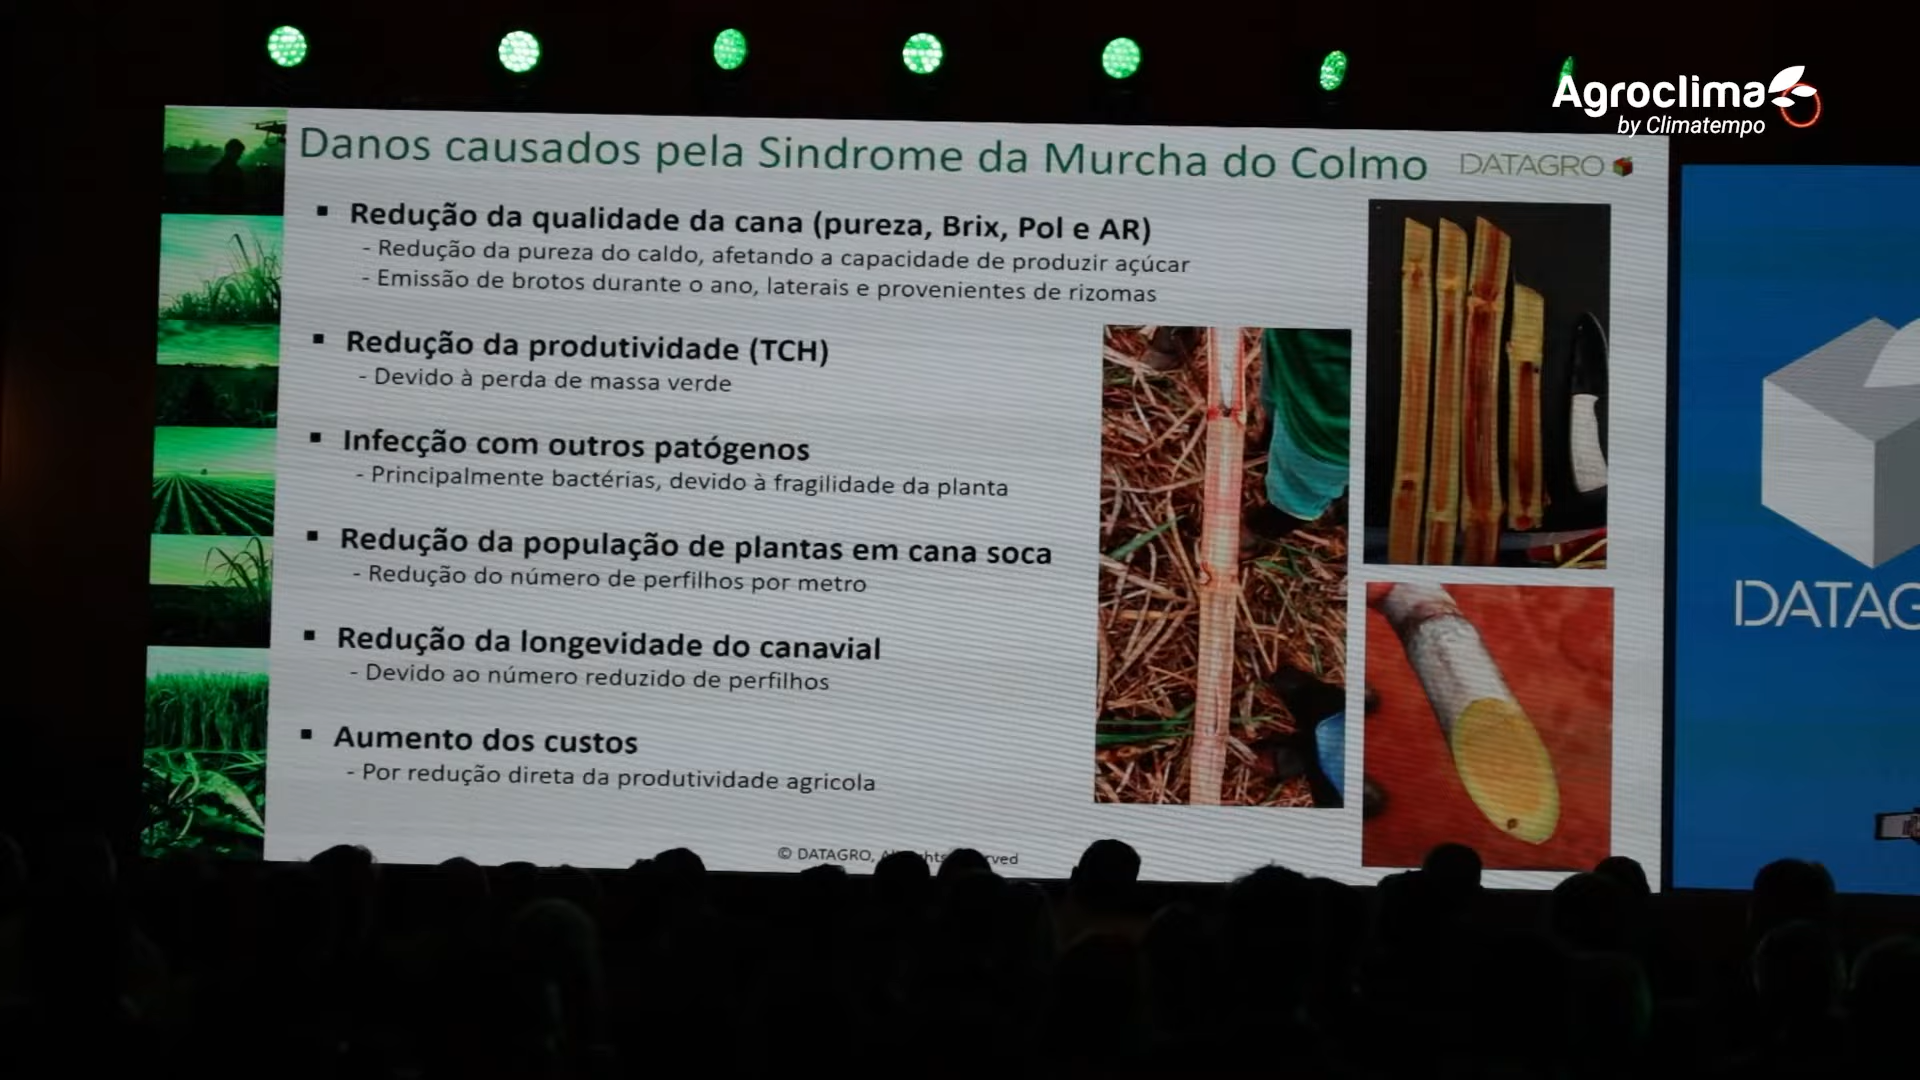 Agroclima
by Climatempo
Danos causados pela Sindrome da Murcha do Colmo
DATAGRO
▪ Redução da qualidade da cana (pureza, Brix, Pol e AR)
- Redução da pureza do caldo, afetando a capacidade de produzir açúcar
- Emissão de brotos durante o ano, laterais e provenientes de rizomas
▪ Redução da produtividade (TCH)
- Devido à perda de massa verde
▪ Infecção com outros patógenos
- Principalmente bactérias, devido à fragilidade da planta
▪ Redução da população de plantas em cana soca
- Redução do número de perfilhos por metro
▪ Redução da longevidade do canavial
- Devido ao número reduzido de perfilhos
▪ Aumento dos custos
- Por redução direta da produtividade agricola
© DATAGRO,
DATAG